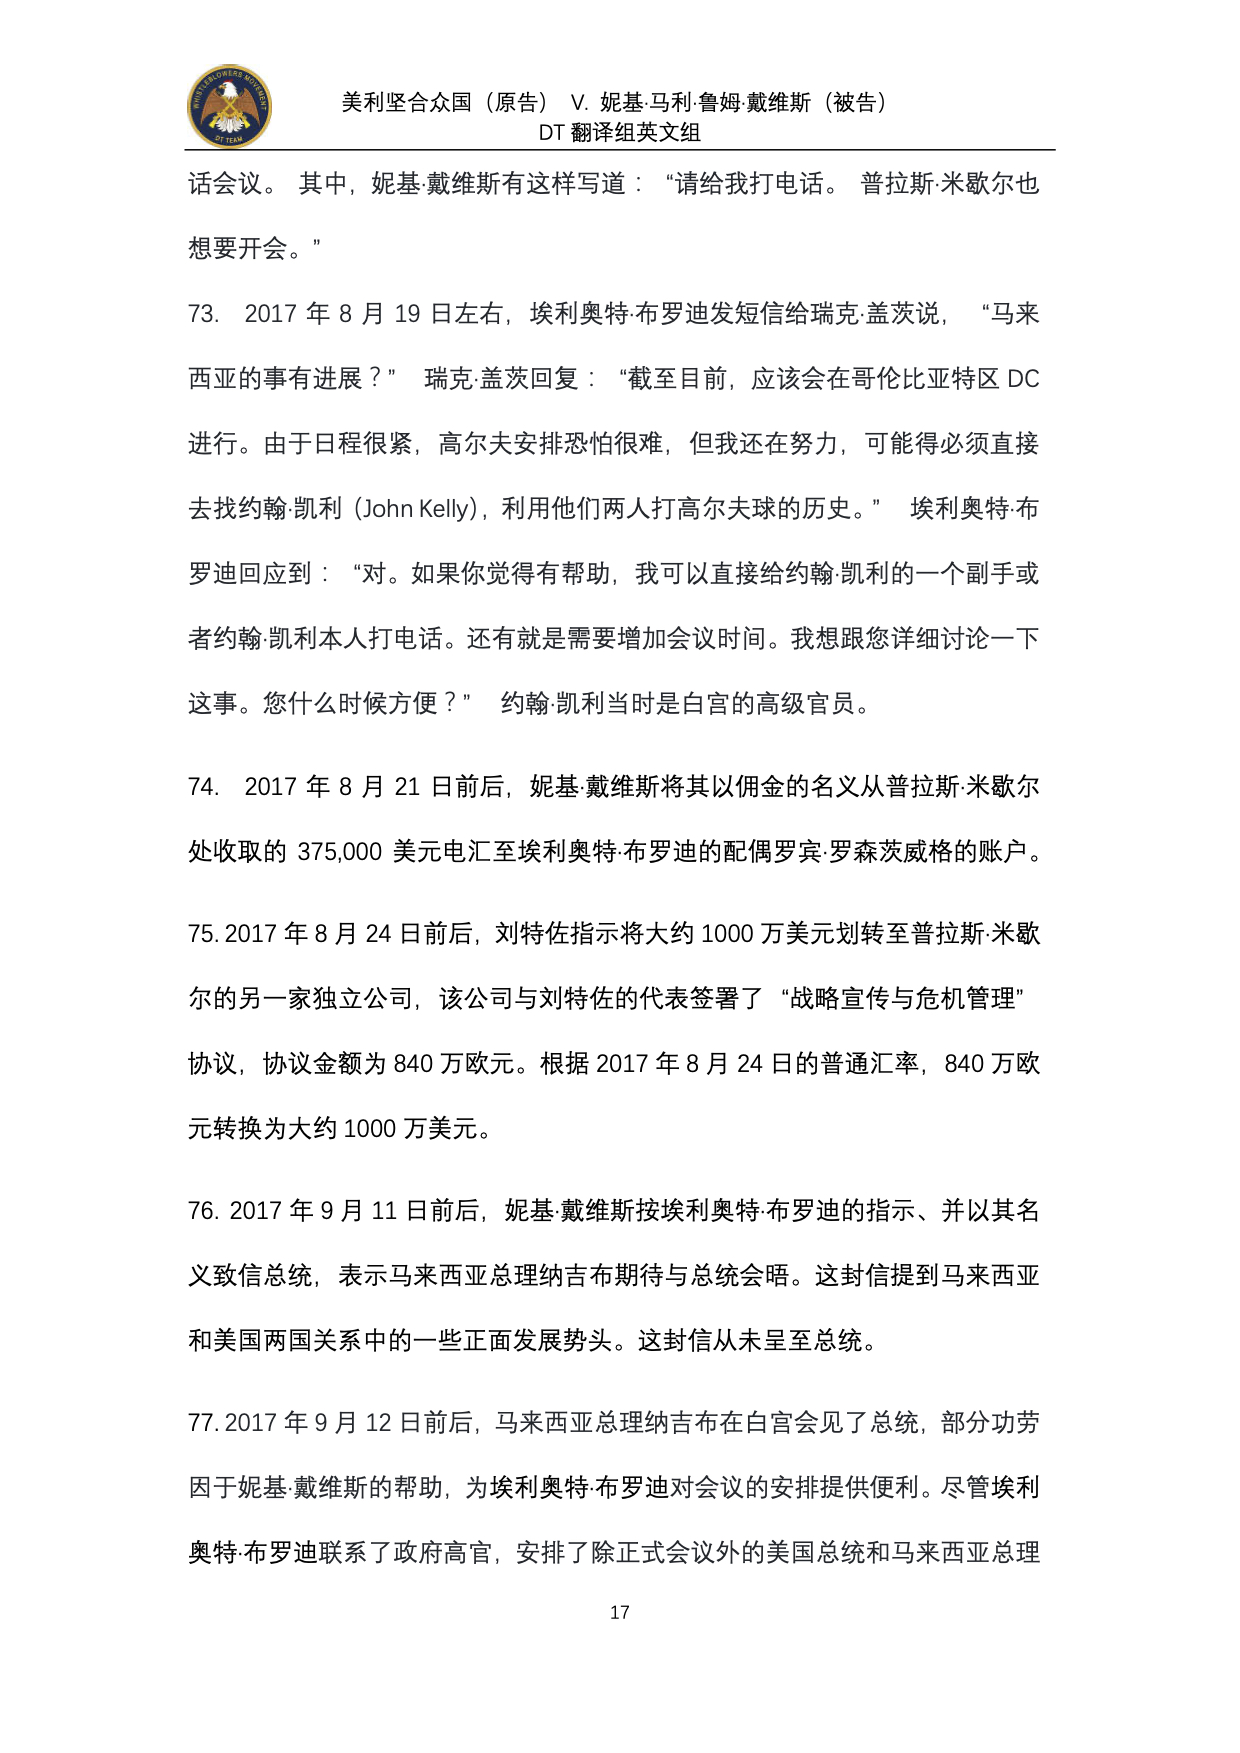 WHISTLEBLOWERS MOVEMENT
DT TEAM
美利坚合众国（原告） V. 妮基·马利·鲁姆·戴维斯（被告）
DT 翻译组英文组
话会议。 其中，妮基·戴维斯有这样写道： “请给我打电话。 普拉斯·米歇尔也
想要开会。”
73. 2017 年 8 月 19 日左右，埃利奥特·布罗迪发短信给瑞克·盖茨说， “马来
西亚的事有进展？” 瑞克·盖茨回复： “截至目前，应该会在哥伦比亚特区 DC
进行。由于日程很紧，高尔夫安排恐怕很难，但我还在努力，可能得必须直接
去找约翰·凯利（John Kelly），利用他们两人打高尔夫球的历史。” 埃利奥特·布
罗迪回应到： “对。如果你觉得有帮助，我可以直接给约翰·凯利的一个副手或
者约翰·凯利本人打电话。还有就是需要增加会议时间。我想跟您详细讨论一下
这事。您什么时候方便？” 约翰·凯利当时是白宫的高级官员。
74. 2017 年 8 月 21 日前后，妮基·戴维斯将其以佣金的名义从普拉斯·米歇尔
处收取的 375,000 美元电汇至埃利奥特·布罗迪的配偶罗宾·罗森茨威格的账户。
75. 2017 年 8 月 24 日前后，刘特佐指示将大约 1000 万美元划转至普拉斯·米歇
尔的另一家独立公司，该公司与刘特佐的代表签署了 “战略宣传与危机管理”
协议，协议金额为 840 万欧元。根据 2017 年 8 月 24 日的普通汇率，840 万欧
元转换为大约 1000 万美元。
76. 2017 年 9 月 11 日前后，妮基·戴维斯按埃利奥特·布罗迪的指示、并以其名
义致信总统，表示马来西亚总理纳吉布期待与总统会晤。这封信提到马来西亚
和美国两国关系中的一些正面发展势头。这封信从未呈至总统。
77. 2017 年 9 月 12 日前后，马来西亚总理纳吉布在白宫会见了总统，部分功劳
因于妮基·戴维斯的帮助，为埃利奥特·布罗迪对会议的安排提供便利。尽管埃利
奥特·布罗迪联系了政府高官，安排了除正式会议外的美国总统和马来西亚总理
17